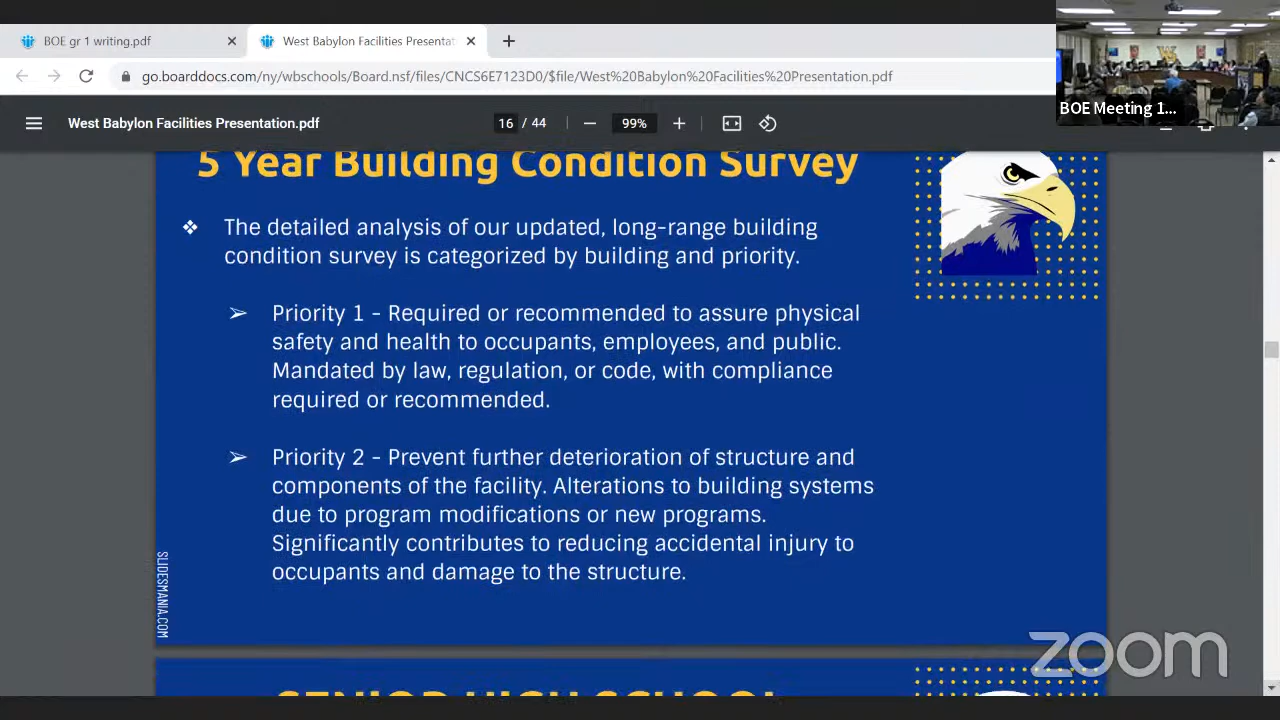 BOE gr 1 writing.pdf
West Babylon Facilities Presentat
go.boarddocs.com/ny/wbschools/Board.nsf/files/CNCS6E7123D0/$file/West%20Babylon%20Facilities%20Presentation.pdf
BOE Meeting 1...
West Babylon Facilities Presentation.pdf
16 / 44
99%
5 Year Building Condition Survey
❖ The detailed analysis of our updated, long-range building
condition survey is categorized by building and priority.
➢ Priority 1 - Required or recommended to assure physical
safety and health to occupants, employees, and public.
Mandated by law, regulation, or code, with compliance
required or recommended.
➢ Priority 2 - Prevent further deterioration of structure and
components of the facility. Alterations to building systems
due to program modifications or new programs.
Significantly contributes to reducing accidental injury to
occupants and damage to the structure.
SLIDESMANIA.COM
zoom
SENIOR HIGH SCHOOL